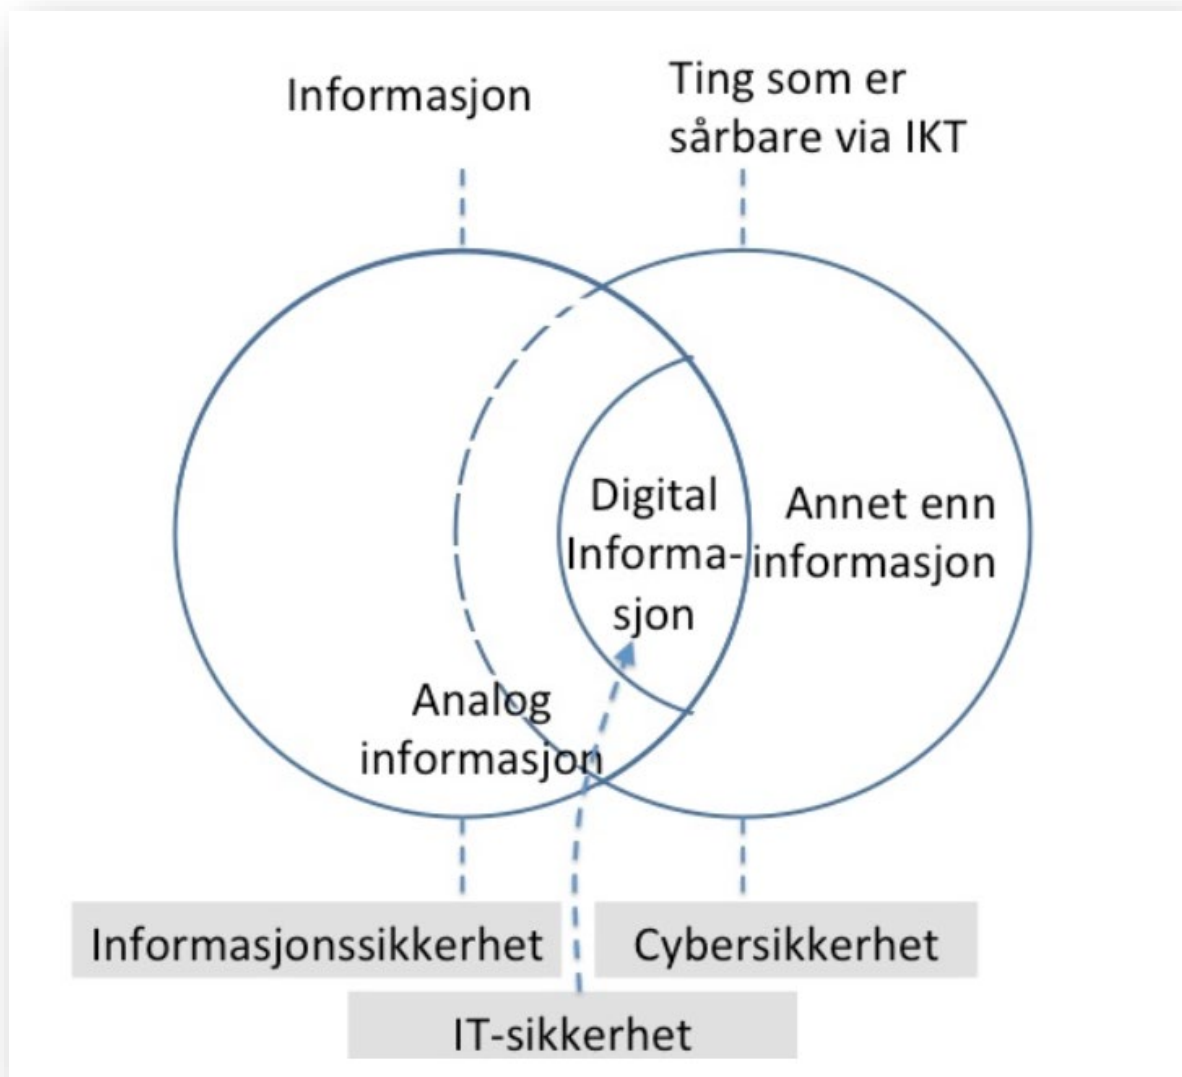 Informasjon
Ting som er
sårbare via IKT
Digital
Informa-
sjon
Annet enn
informasjon
Analog
informasjon
Informasjonssikkerhet
Cybersikkerhet
IT-sikkerhet